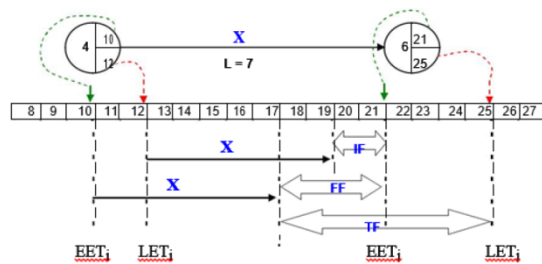 X
4 10 12
6 21 25
L = 7
8 9 10 11 12 13 14 15 16 17 18 19 20 21 22 23 24 25 26 27
X IF
X FF
TF
EETi LETi EETj LETj